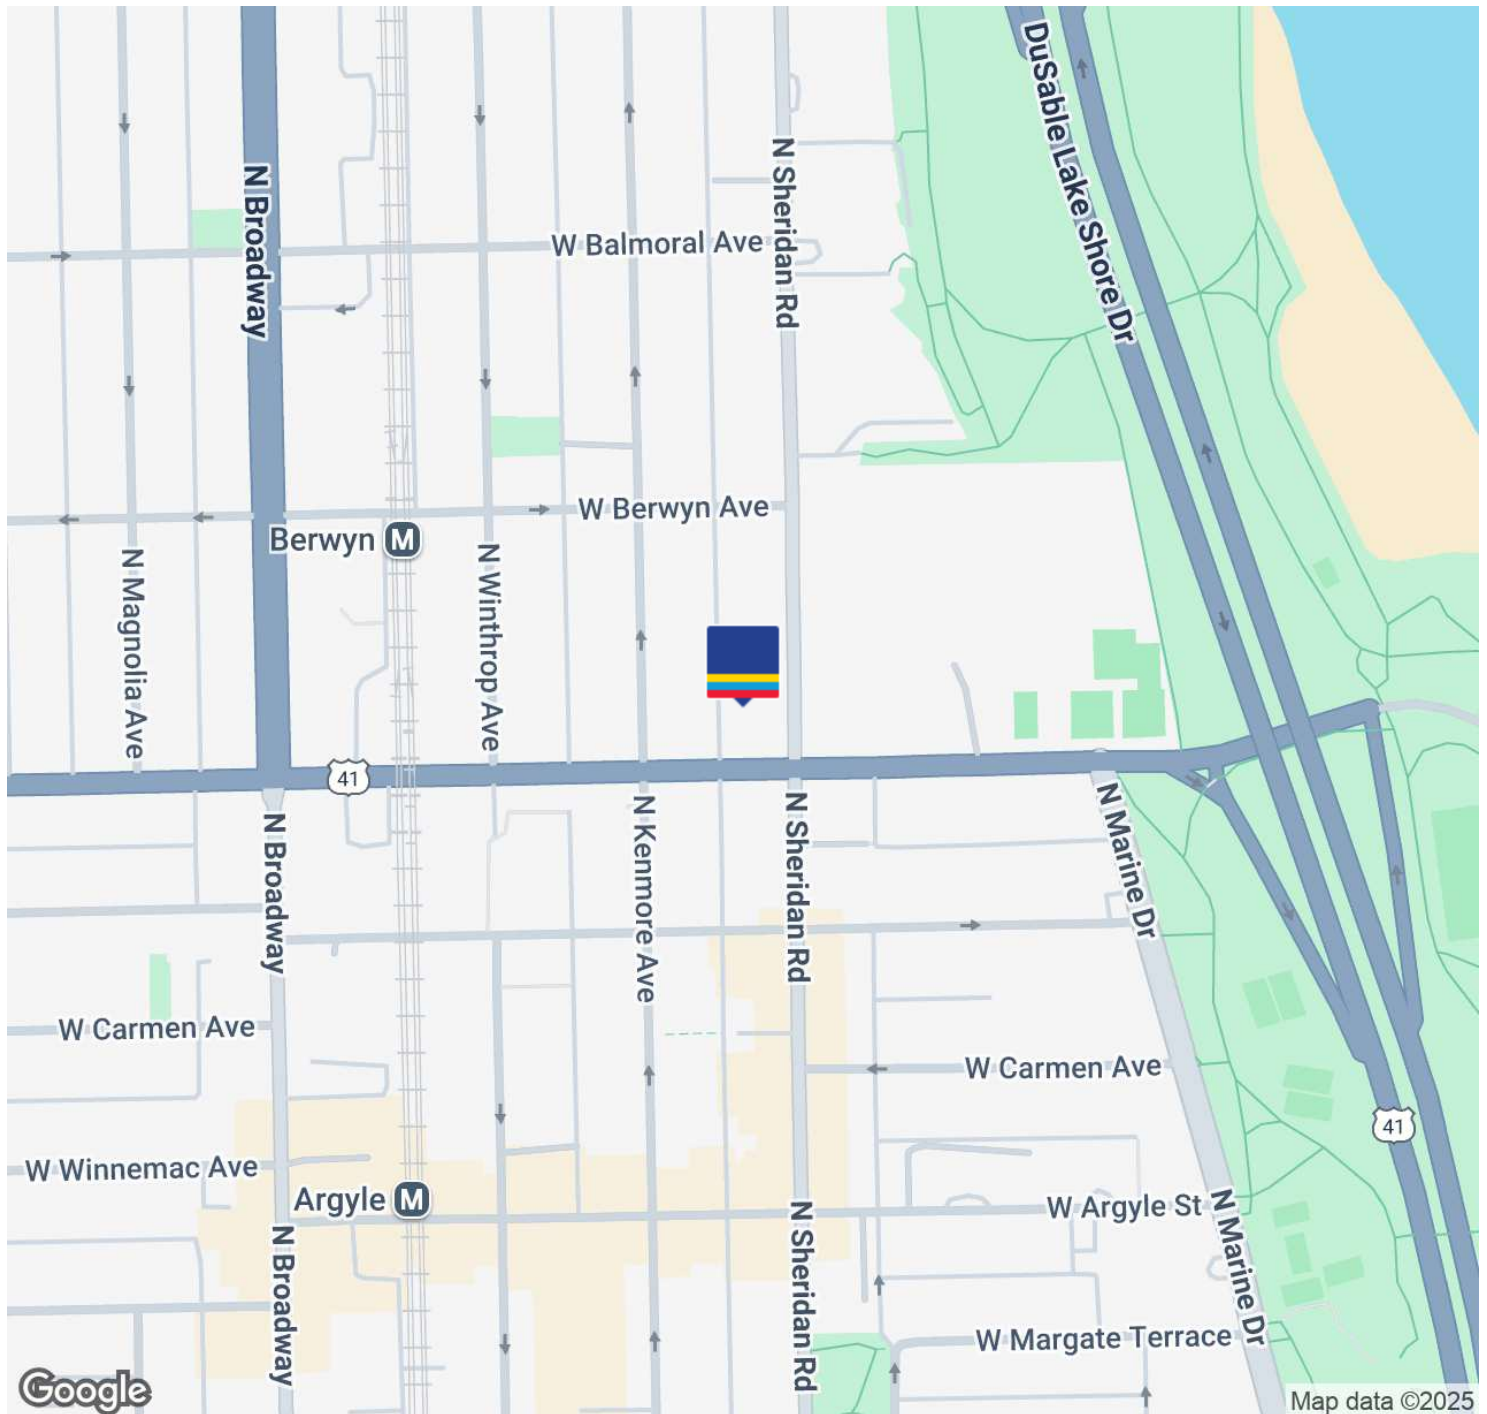 DuSable Lake Shore Dr
N Sheridan Rd
N Broadway
W Balmoral Ave
W Berwyn Ave
Berwyn M
N Magnolia Ave
N Winthrop Ave
41
N Broadway
N Kenmore Ave
N Sheridan Rd
N Marine Dr
W Carmen Ave
W Carmen Ave
41
W Winnemac Ave
Argyle M
W Argyle St
N Broadway
N Sheridan Rd
N Marine Dr
W Margate Terrace
Google
Map data ©2025